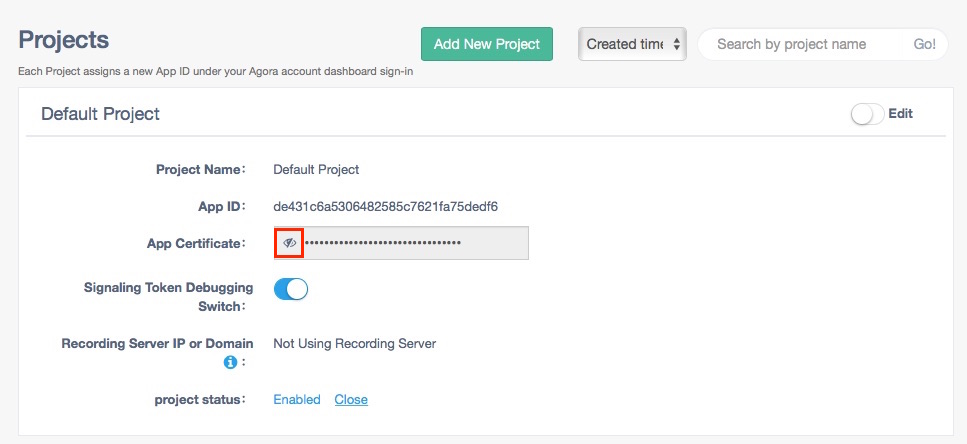 Projects
Add New Project
Created time
Search by project name
Go!
Each Project assigns a new App ID under your Agora account dashboard sign-in
Default Project
Edit
Project Name:
Default Project
App ID:
de431c6a5306482585c7621fa75dedf6
App Certificate:
••••••••••••••••••••••••••••••••
Signaling Token Debugging
Switch:
Recording Server IP or Domain
:
Not Using Recording Server
project status:
Enabled
Close